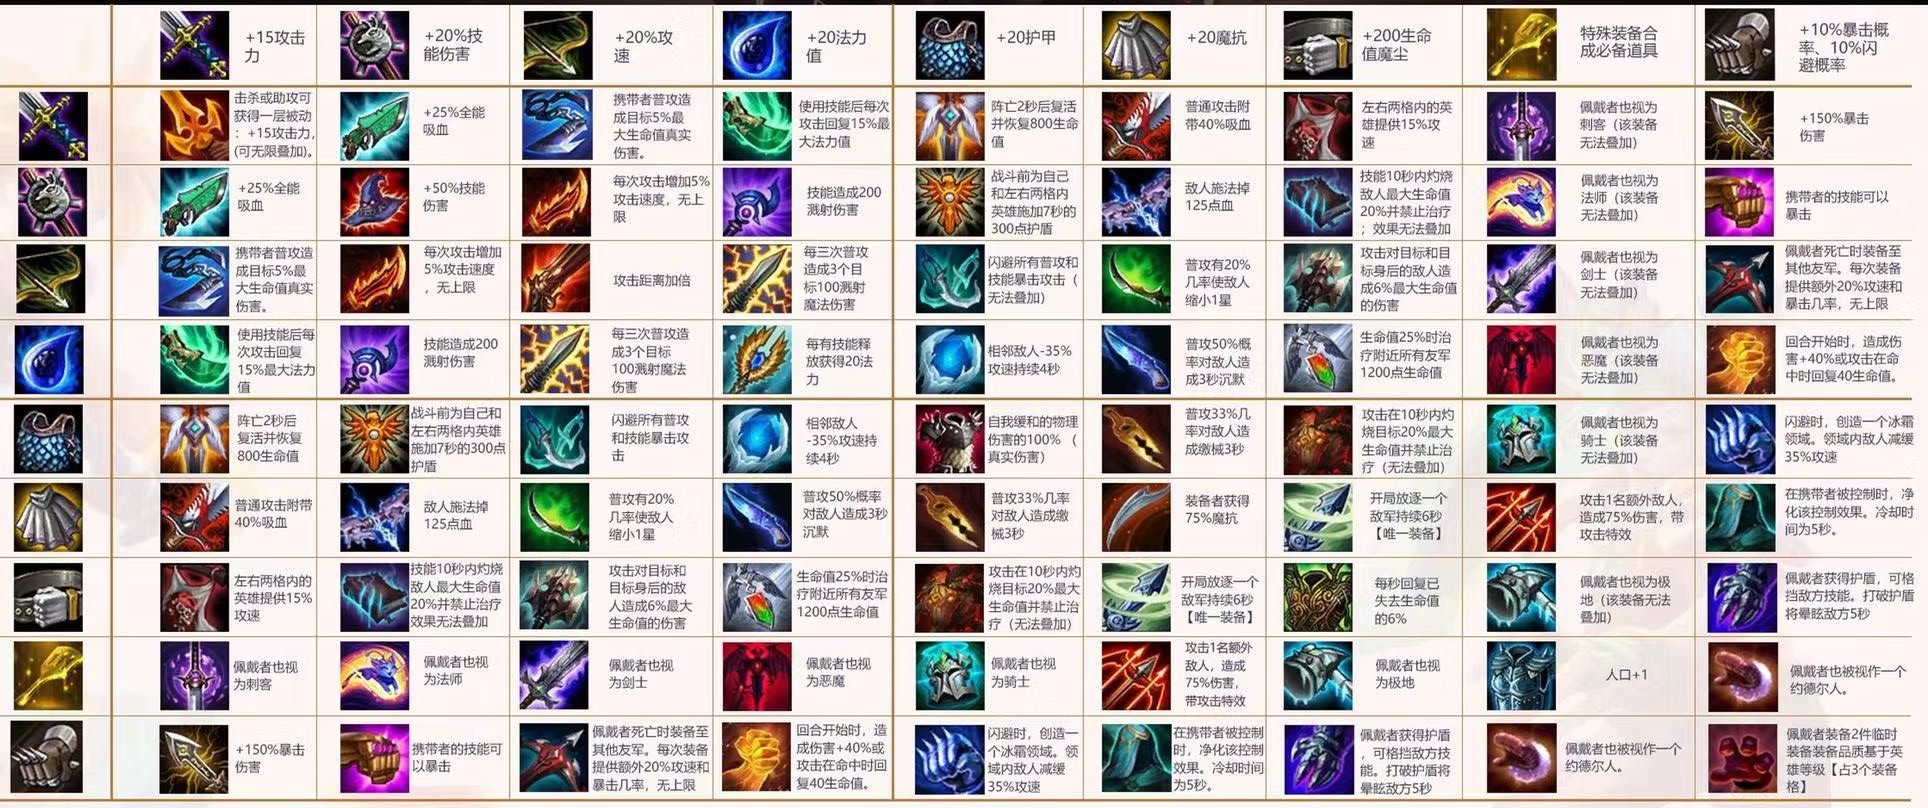 +15攻击
力
+20%技
能伤害
+20%攻
速
+20法力
值
+20护甲
+20魔抗
+200生命
值魔尘
特殊装备合
成必备道具
+10%暴击概
率、10%闪
避概率
击杀或助攻可
获得一层被动
：+15攻击力，
(可无限叠加)。
+25%全能
吸血
携带者普攻造
成目标5%最
大生命值真实
伤害。
使用技能后每次
攻击回复15%最
大法力值
阵亡2秒后复活
并恢复800生命
值
普通攻击附
带40%吸血
左右两格内的英
雄提供15%攻
速
佩戴者也视为
刺客（该装备
无法叠加）
+150%暴击
伤害
+25%全能
吸血
+50%技能
伤害
每次攻击增加5%
攻击速度，无上
限
技能造成200
溅射伤害
战斗前为自己
和左右两格内
英雄施加7秒的
300点护盾
敌人施法掉
125点血
技能10秒内灼烧
敌人最大生命值
20%并禁止治疗
；效果无法叠加
佩戴者也视为
法师（该装备
无法叠加）
携带者的技能可以
暴击
携带者普攻造
成目标5%最
大生命值真实
伤害。
每次攻击增加
5%攻击速度
，无上限
攻击距离加倍
每三次普攻
造成3个目
标100溅射
魔法伤害
闪避所有普攻和
技能暴击攻击（
无法叠加）
普攻有20%
几率使敌人
缩小1星
攻击对目标和目
标身后的敌人造
成6%最大生命值
的伤害
佩戴者也视为
剑士（该装备
无法叠加）
佩戴者死亡时装备至
其他友军。每次装备
提供额外20%攻速和
暴击几率，无上限
使用技能后每
次攻击回复
15%最大法力
值
技能造成200
溅射伤害
每三次普攻造
成3个目标
100溅射魔法
伤害
每有技能释
放获得20法
力
相邻敌人-35%
攻速持续4秒
普攻50%概
率对敌人造
成3秒沉默
生命值25%时治
疗附近所有友军
1200点生命值
佩戴者也视为
恶魔（该装备
无法叠加）
回合开始时，造成伤
害+40%或攻击在命
中时回复40生命值。
阵亡2秒后
复活并恢复
800生命值
战斗前为自己和
左右两格内英雄
施加7秒的300点
护盾
闪避所有普攻
和技能暴击攻
击
相邻敌人
-35%攻速持
续4秒
自我缓和的物理
伤害的100%（
真实伤害）
普攻33%几
率对敌人造
成缴械3秒
攻击在10秒内灼
烧目标20%最大
生命值并禁止治
疗（无法叠加）
佩戴者也视为
骑士（该装备
无法叠加）
闪避时，创造一个冰霜
领域。领域内敌人减缓
35%攻速
普通攻击附带
40%吸血
敌人施法掉
125点血
普攻有20%
几率使敌人
缩小1星
普攻50%概率
对敌人造成3秒
沉默
普攻33%几率
对敌人造成缴
械3秒
装备者获得
75%魔抗
开局放逐一个
敌军持续6秒
【唯一装备】
攻击1名额外敌人，
造成75%伤害，带
攻击特效
在携带者被控制时，净
化该控制效果。冷却时
间为5秒。
左右两格内的
英雄提供15%
攻速
技能10秒内灼烧
敌人最大生命值
20%并禁止治疗
效果无法叠加
攻击对目标和
目标身后的敌
人造成6%最大
生命值的伤害
生命值25%时治
疗附近所有友军
1200点生命值
攻击在10秒内灼
烧目标20%最大
生命值并禁止治
疗（无法叠加）
开局放逐一个
敌军持续6秒
【唯一装备】
每秒回复已
失去生命值
的6%
佩戴者也视为极
地（该装备无法
叠加）
佩戴者获得护盾，可格
挡敌方技能。打破护盾
将晕眩敌方5秒
佩戴者也视
为刺客
佩戴者也视
为法师
佩戴者也视
为剑士
佩戴者也视
为恶魔
佩戴者也视
为骑士
攻击1名额外
敌人，造成
75%伤害，
带攻击特效
佩戴者也视
为极地
人口+1
佩戴者也被视作一个
约德尔人。
+150%暴击
伤害
携带者的技能可
以暴击
佩戴者死亡时装备至
其他友军。每次装备
提供额外20%攻速和
暴击几率，无上限
回合开始时，造
成伤害+40%或
攻击在命中时回
复40生命值。
闪避时，创造一
个冰霜领域。领
域内敌人减缓
35%攻速
在携带者被控制
时，净化该控制
效果。冷却时间
为5秒。
佩戴者获得护盾
，可格挡敌方技
能。打破护盾将
晕眩敌方5秒
佩戴者也被视作一个
约德尔人。
佩戴者装备2件临时
装备装备品质基于英
雄等级【占3个装备
格】